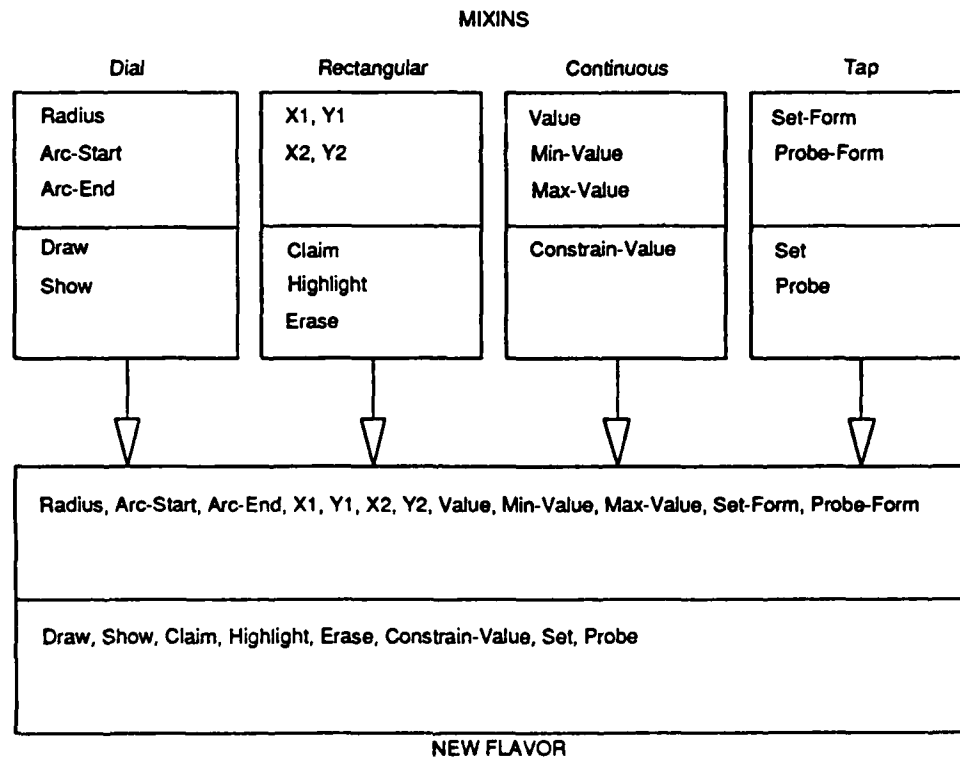 MIXINS
Dial
Rectangular
Continuous
Tap
Radius
Arc-Start
Arc-End
Draw
Show
X1, Y1
X2, Y2
Claim
Highlight
Erase
Value
Min-Value
Max-Value
Constrain-Value
Set-Form
Probe-Form
Set
Probe
Radius, Arc-Start, Arc-End, X1, Y1, X2, Y2, Value, Min-Value, Max-Value, Set-Form, Probe-Form
Draw, Show, Claim, Highlight, Erase, Constrain-Value, Set, Probe
NEW FLAVOR